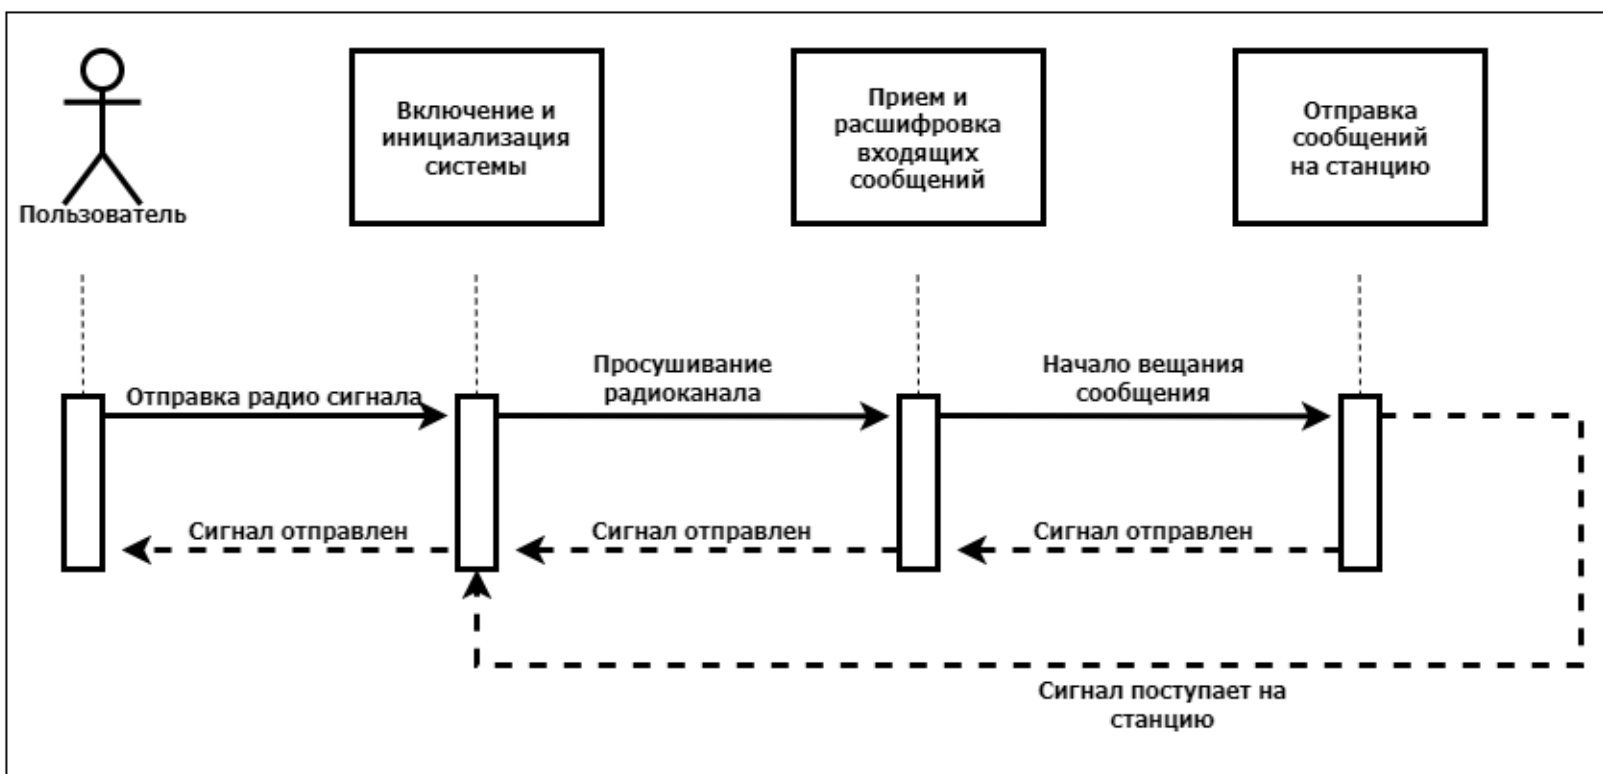 Пользователь
Включение и
инициализация
системы
Прием и
расшифровка
входящих
сообщений
Отправка
сообщений
на станцию
Отправка радио сигнала
Просушивание
радиоканала
Начало вещания
сообщения
Сигнал отправлен
Сигнал отправлен
Сигнал отправлен
Сигнал поступает на
станцию